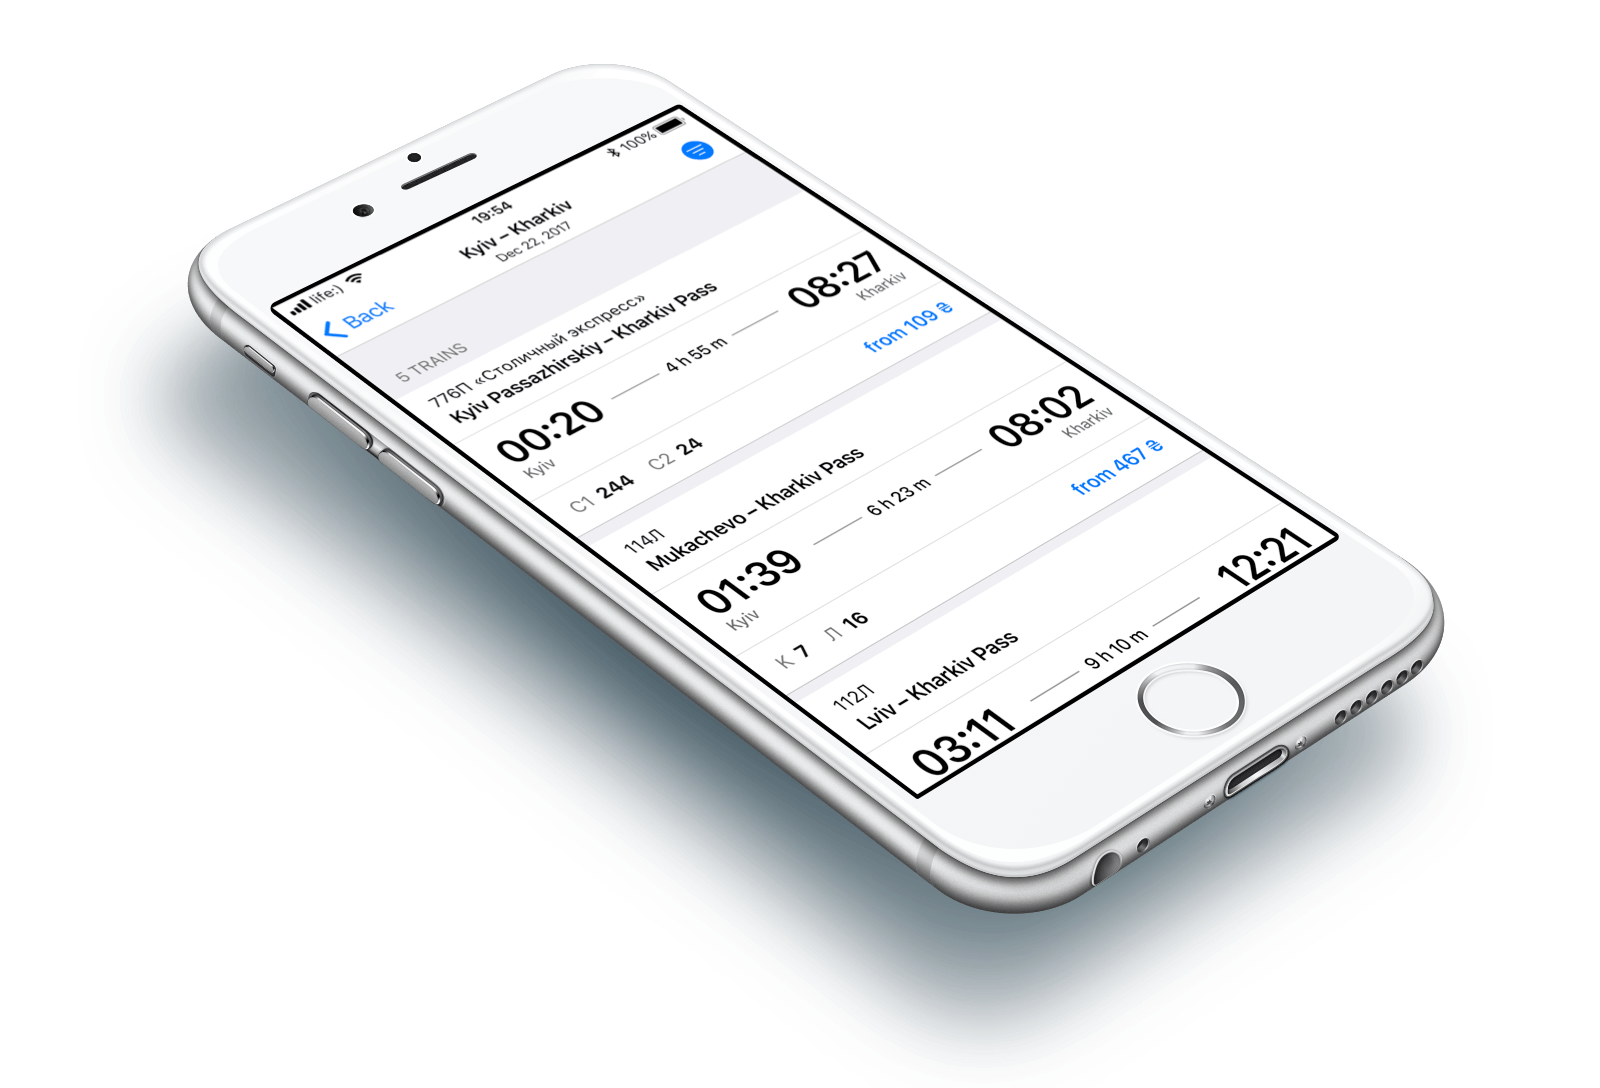 life:) 19:54 100%
Back Kyiv – Kharkiv
Dec 22, 2017
5 TRAINS
776П «Столичный экспресс»
Kyiv Passazhirskiy – Kharkiv Pass
00:20 4 h 55 m 08:27
Kyiv Kharkiv
C1 244 C2 24 from 109 ₴
114Л
Mukachevo – Kharkiv Pass
01:39 6 h 23 m 08:02
Kyiv Kharkiv
К 7 Л 16 from 467 ₴
112Л
Lviv – Kharkiv Pass
03:11 9 h 10 m 12:21